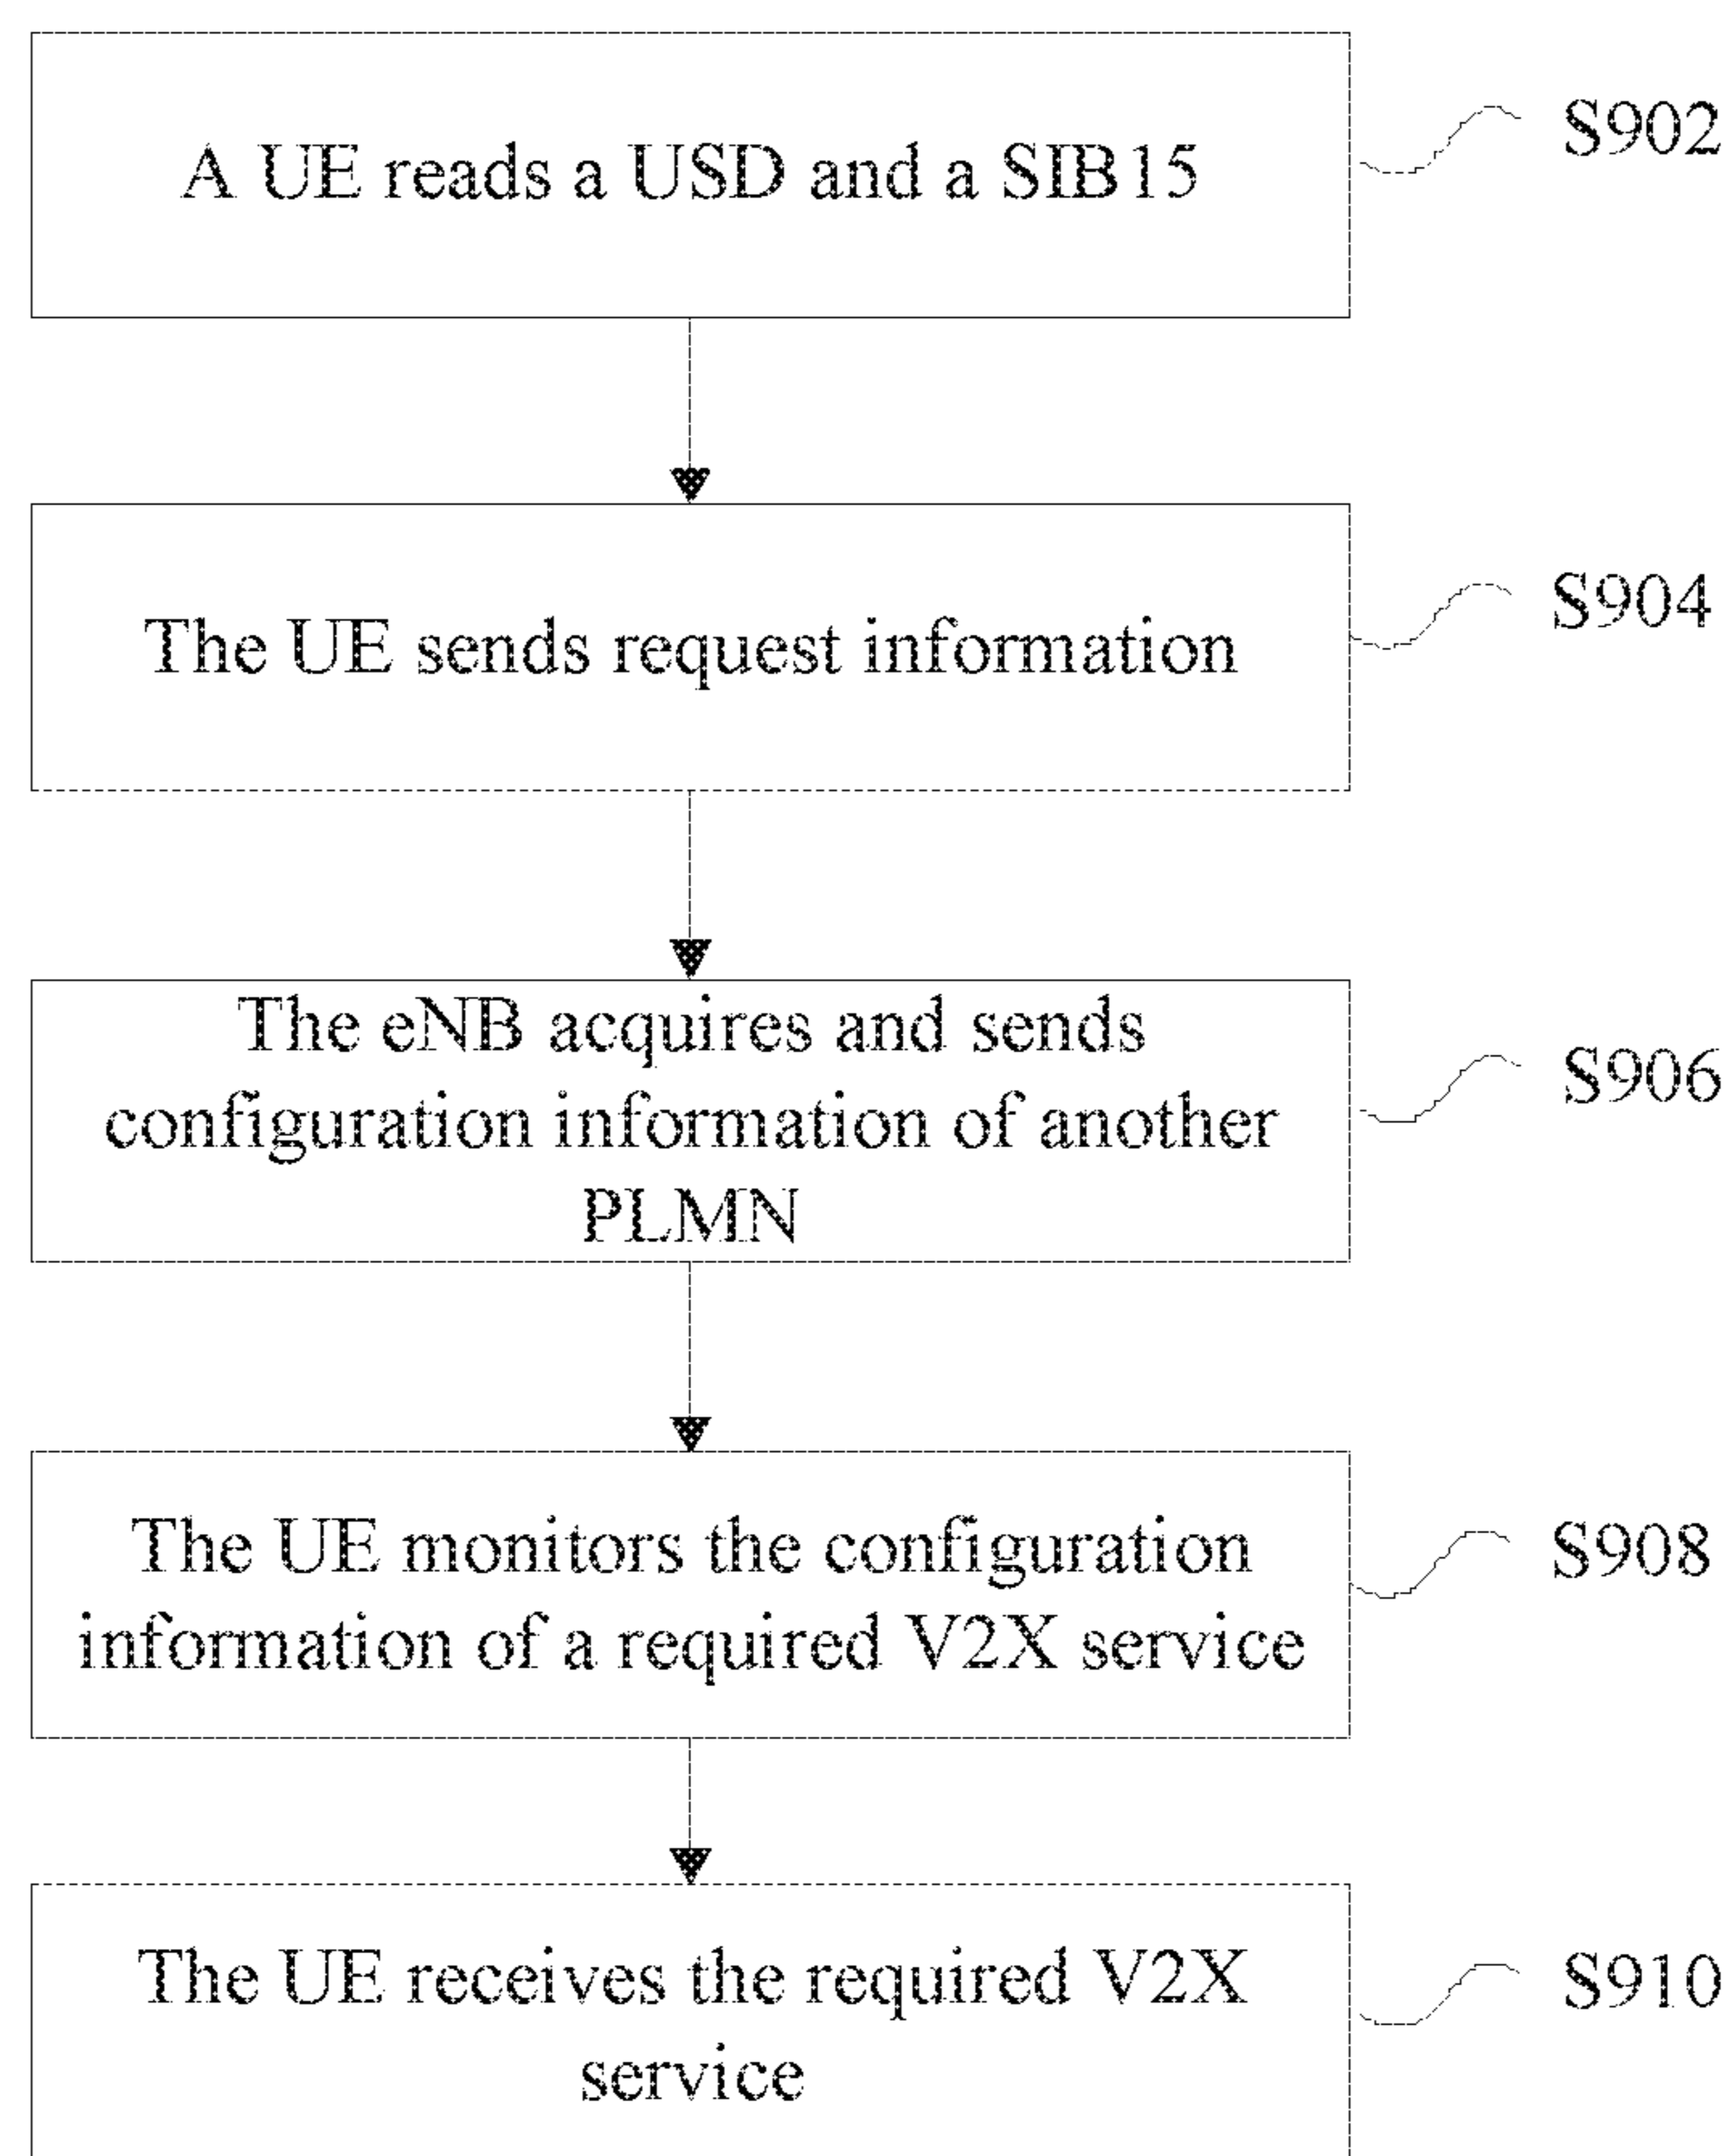 A UE reads a USD and a SIB15
S902
The UE sends request information
S904
The eNB acquires and sends
configuration information of another
PLMN
S906
The UE monitors the configuration
information of a required V2X service
S908
The UE receives the required V2X
service
S910